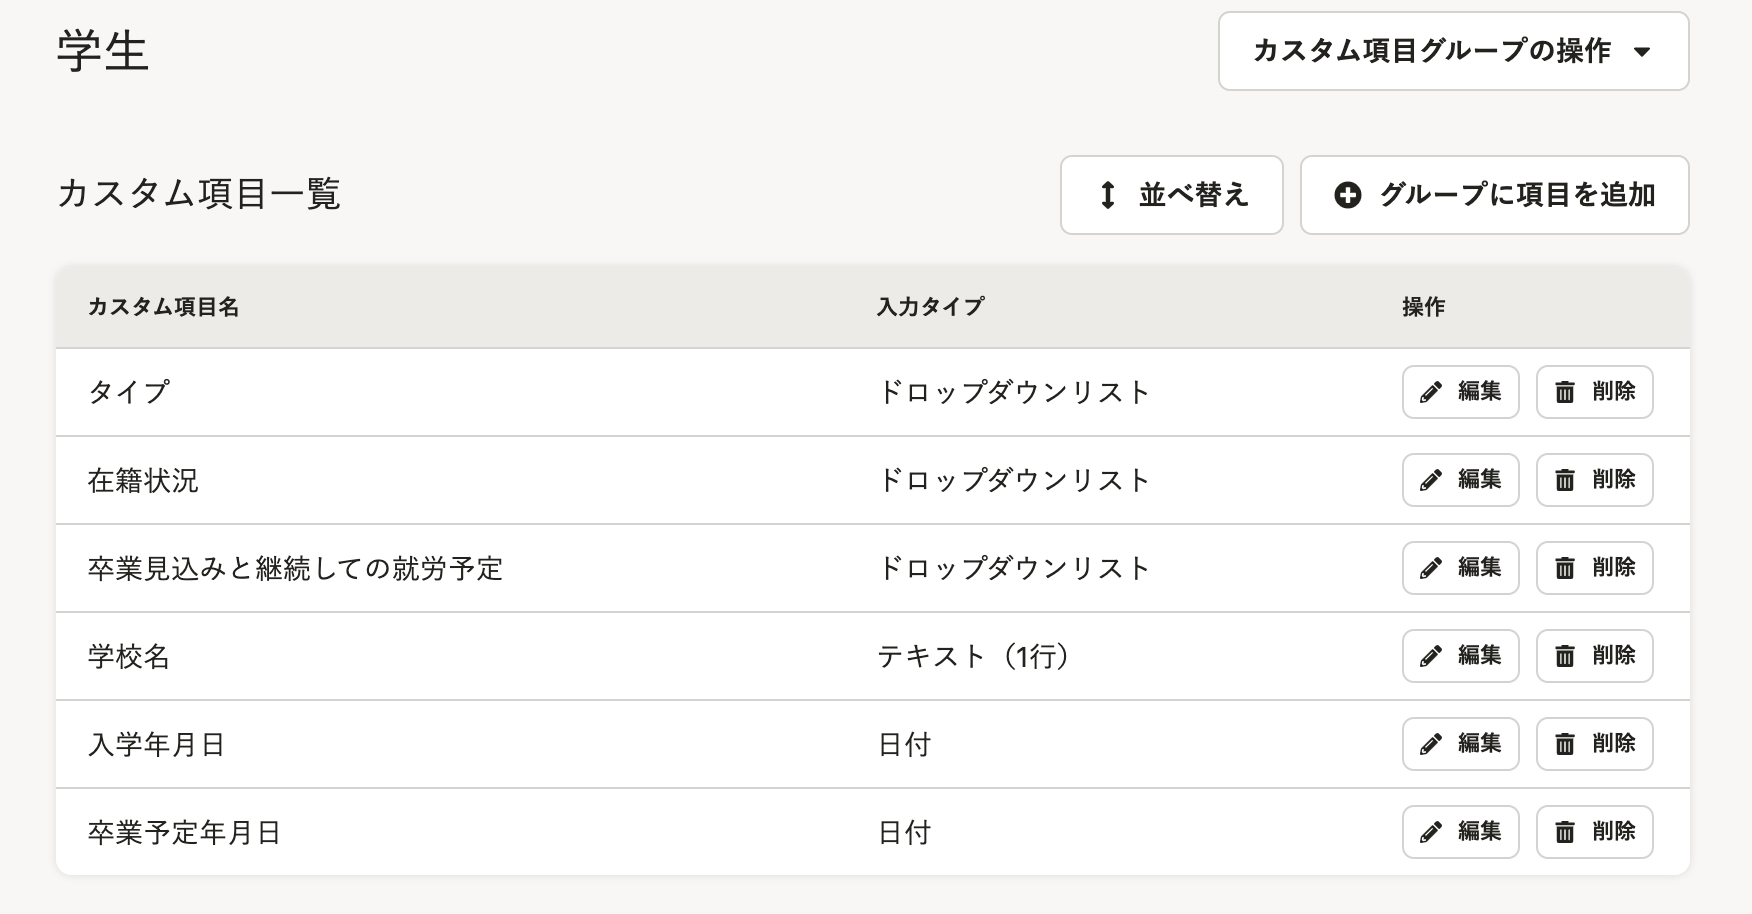 学生
カスタム項目グループの操作
カスタム項目一覧
並べ替え
グループに項目を追加
カスタム項目名 入力タイプ 操作
タイプ ドロップダウンリスト 編集 削除
在籍状況 ドロップダウンリスト 編集 削除
卒業見込みと継続しての就労予定 ドロップダウンリスト 編集 削除
学校名 テキスト（1行） 編集 削除
入学年月日 日付 編集 削除
卒業予定年月日 日付 編集 削除